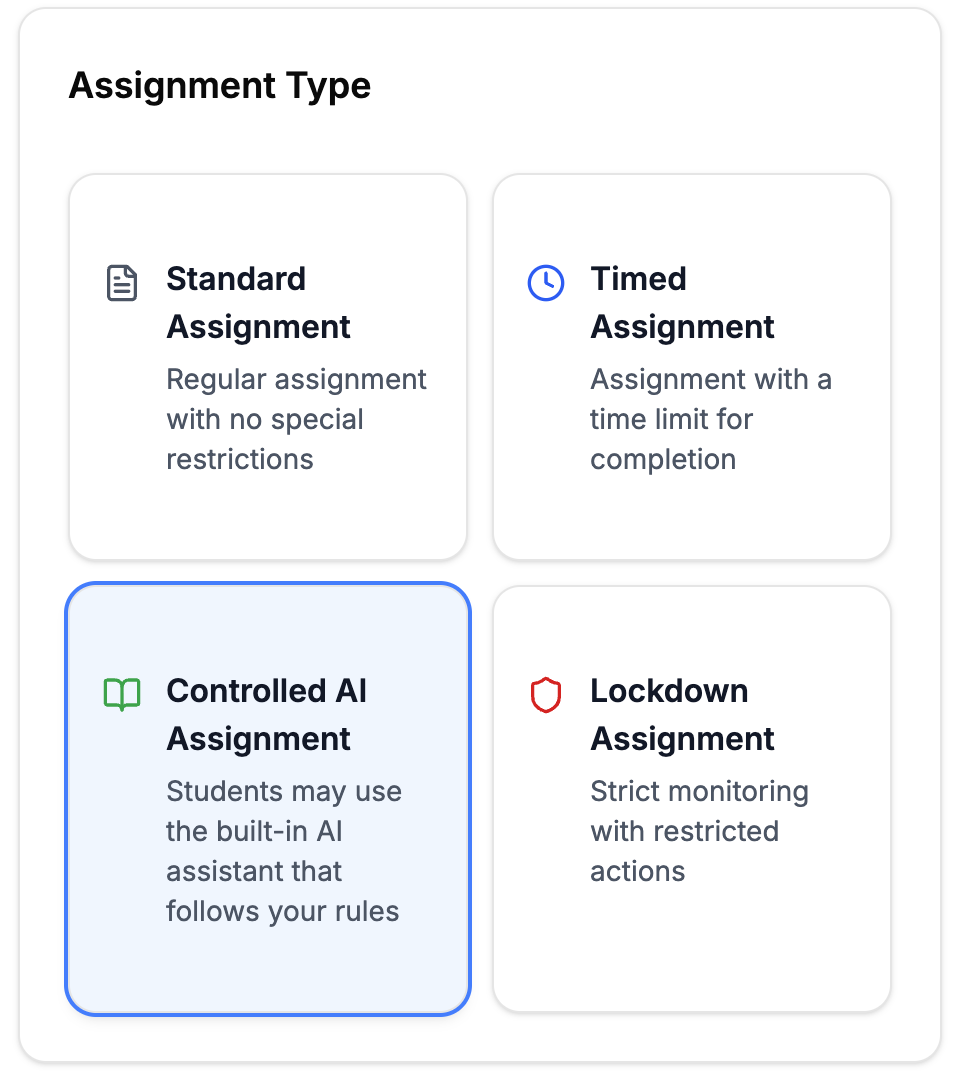 Assignment Type
Standard
Assignment
Regular assignment
with no special
restrictions
Timed
Assignment
Assignment with a
time limit for
completion
Controlled AI
Assignment
Students may use
the built-in AI
assistant that
follows your rules
Lockdown
Assignment
Strict monitoring
with restricted
actions